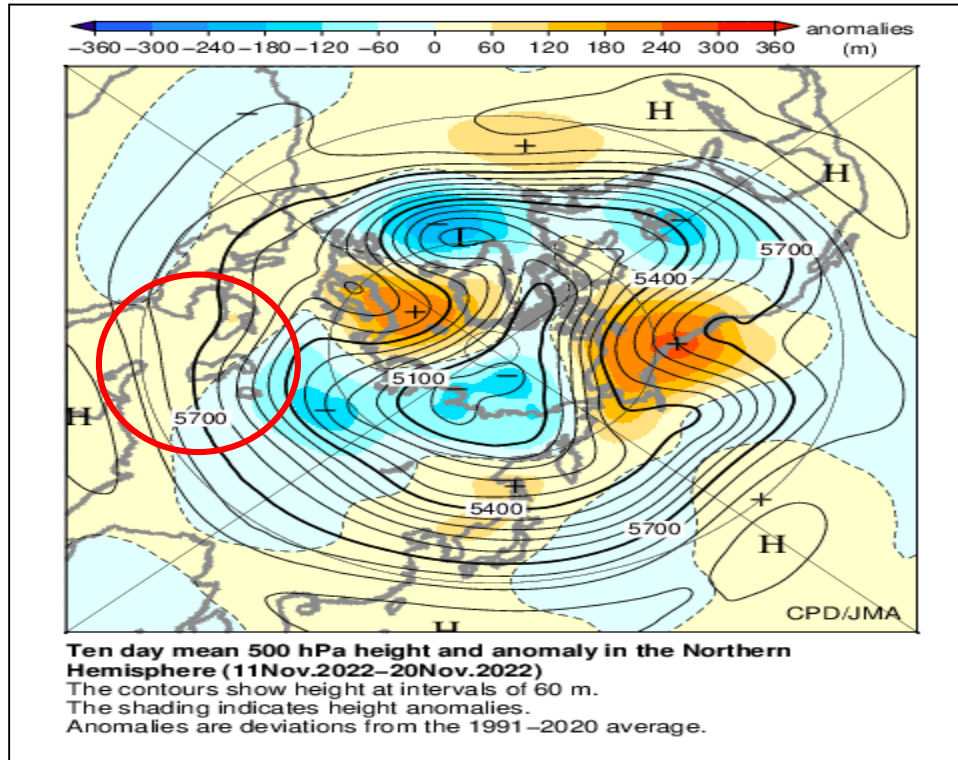 anomalies
−360 −300 −240 −180 −120 −60 0 60 120 180 240 300 360 (m)
H
−
+
H
L
5700
5400
+
+
5100
−
−
H
5700
+
5400
+
5700
H
CPD/JMA
H
Ten day mean 500 hPa height and anomaly in the Northern
Hemisphere (11Nov.2022−20Nov.2022)
The contours show height at intervals of 60 m.
The shading indicates height anomalies.
Anomalies are deviations from the 1991−2020 average.